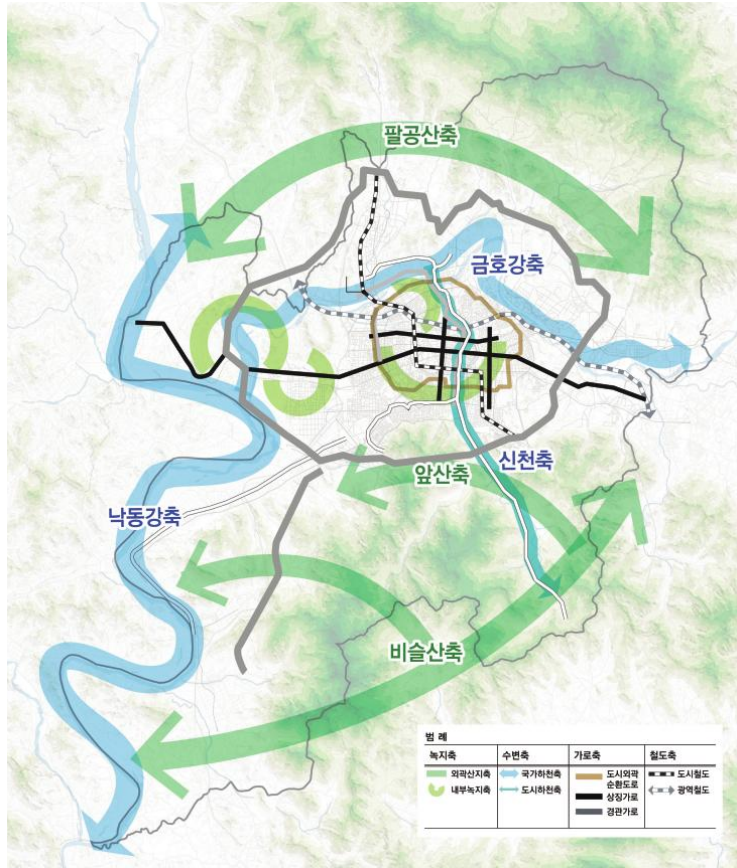 팔공산축
금호강축
신천축
앞산축
낙동강축
비슬산축
범 례
녹지축 수변축 가로축 철도축
외곽산지축 국가하천축 도시외곽 도시철도
순환도로
내부녹지축 도시하천축 상징가로 광역철도
경관가로